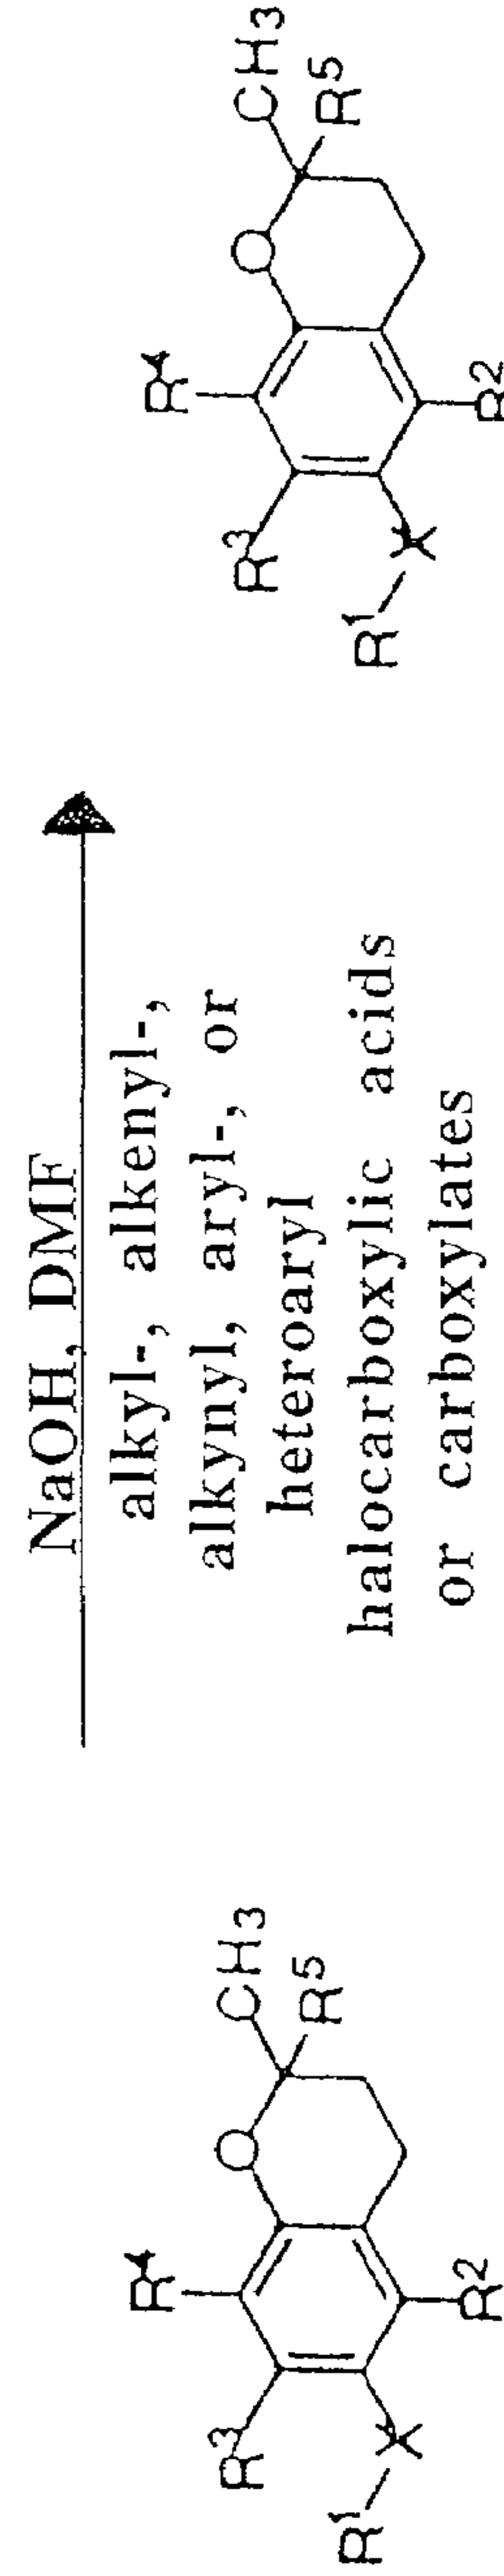 R4
R3
O
CH3
R5
R1
X
R2
NaOH, DMF
alkyl-, alkenyl-,
alkynyl, aryl-, or
heteroaryl
halocarboxylic acids
or carboxylates
R4
R3
O
CH3
R5
R1
X
R2